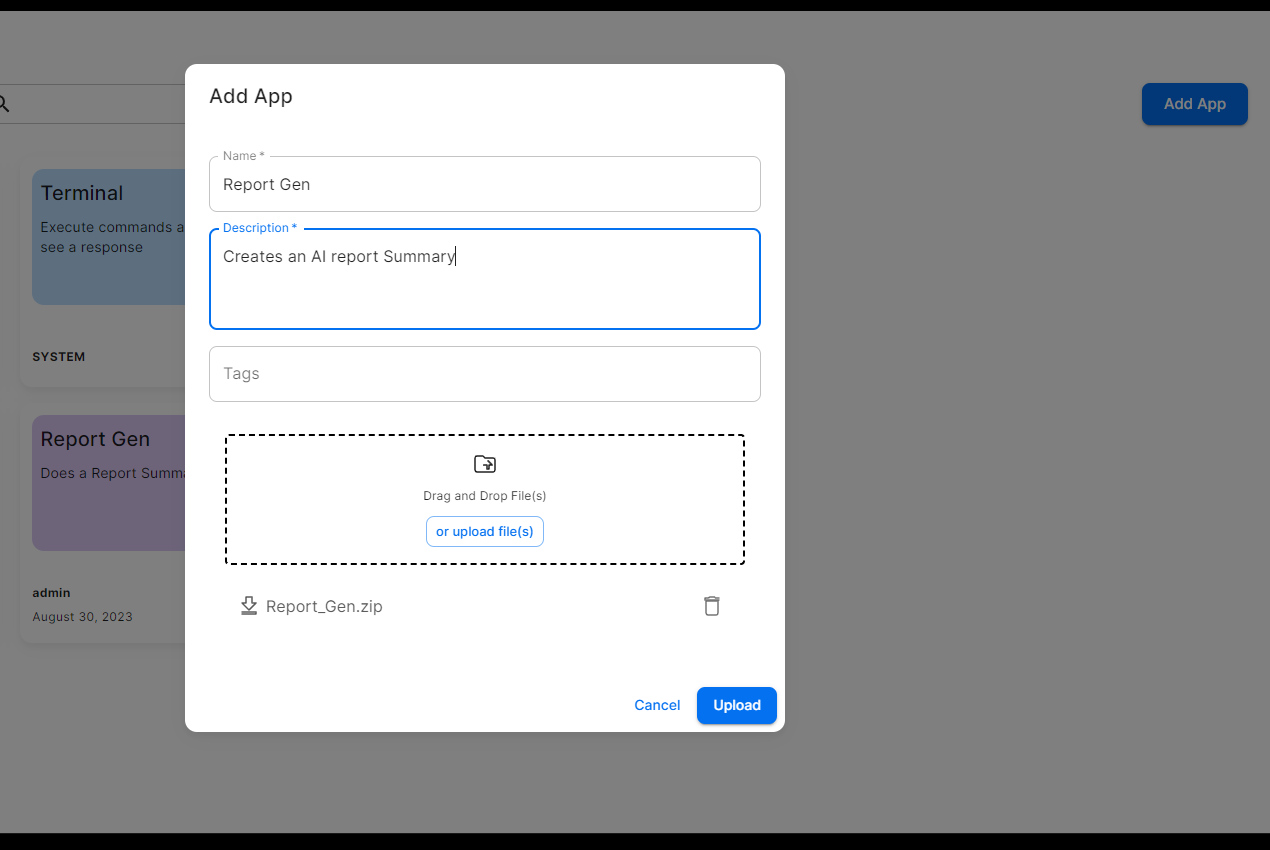 Add App
Add App
Name *
Report Gen
Description *
Creates an AI report Summary
Tags
Drag and Drop File(s)
or upload file(s)
Report_Gen.zip
Cancel
Upload
Terminal
Execute commands a
see a response
SYSTEM
Report Gen
Does a Report Summa
admin
August 30, 2023